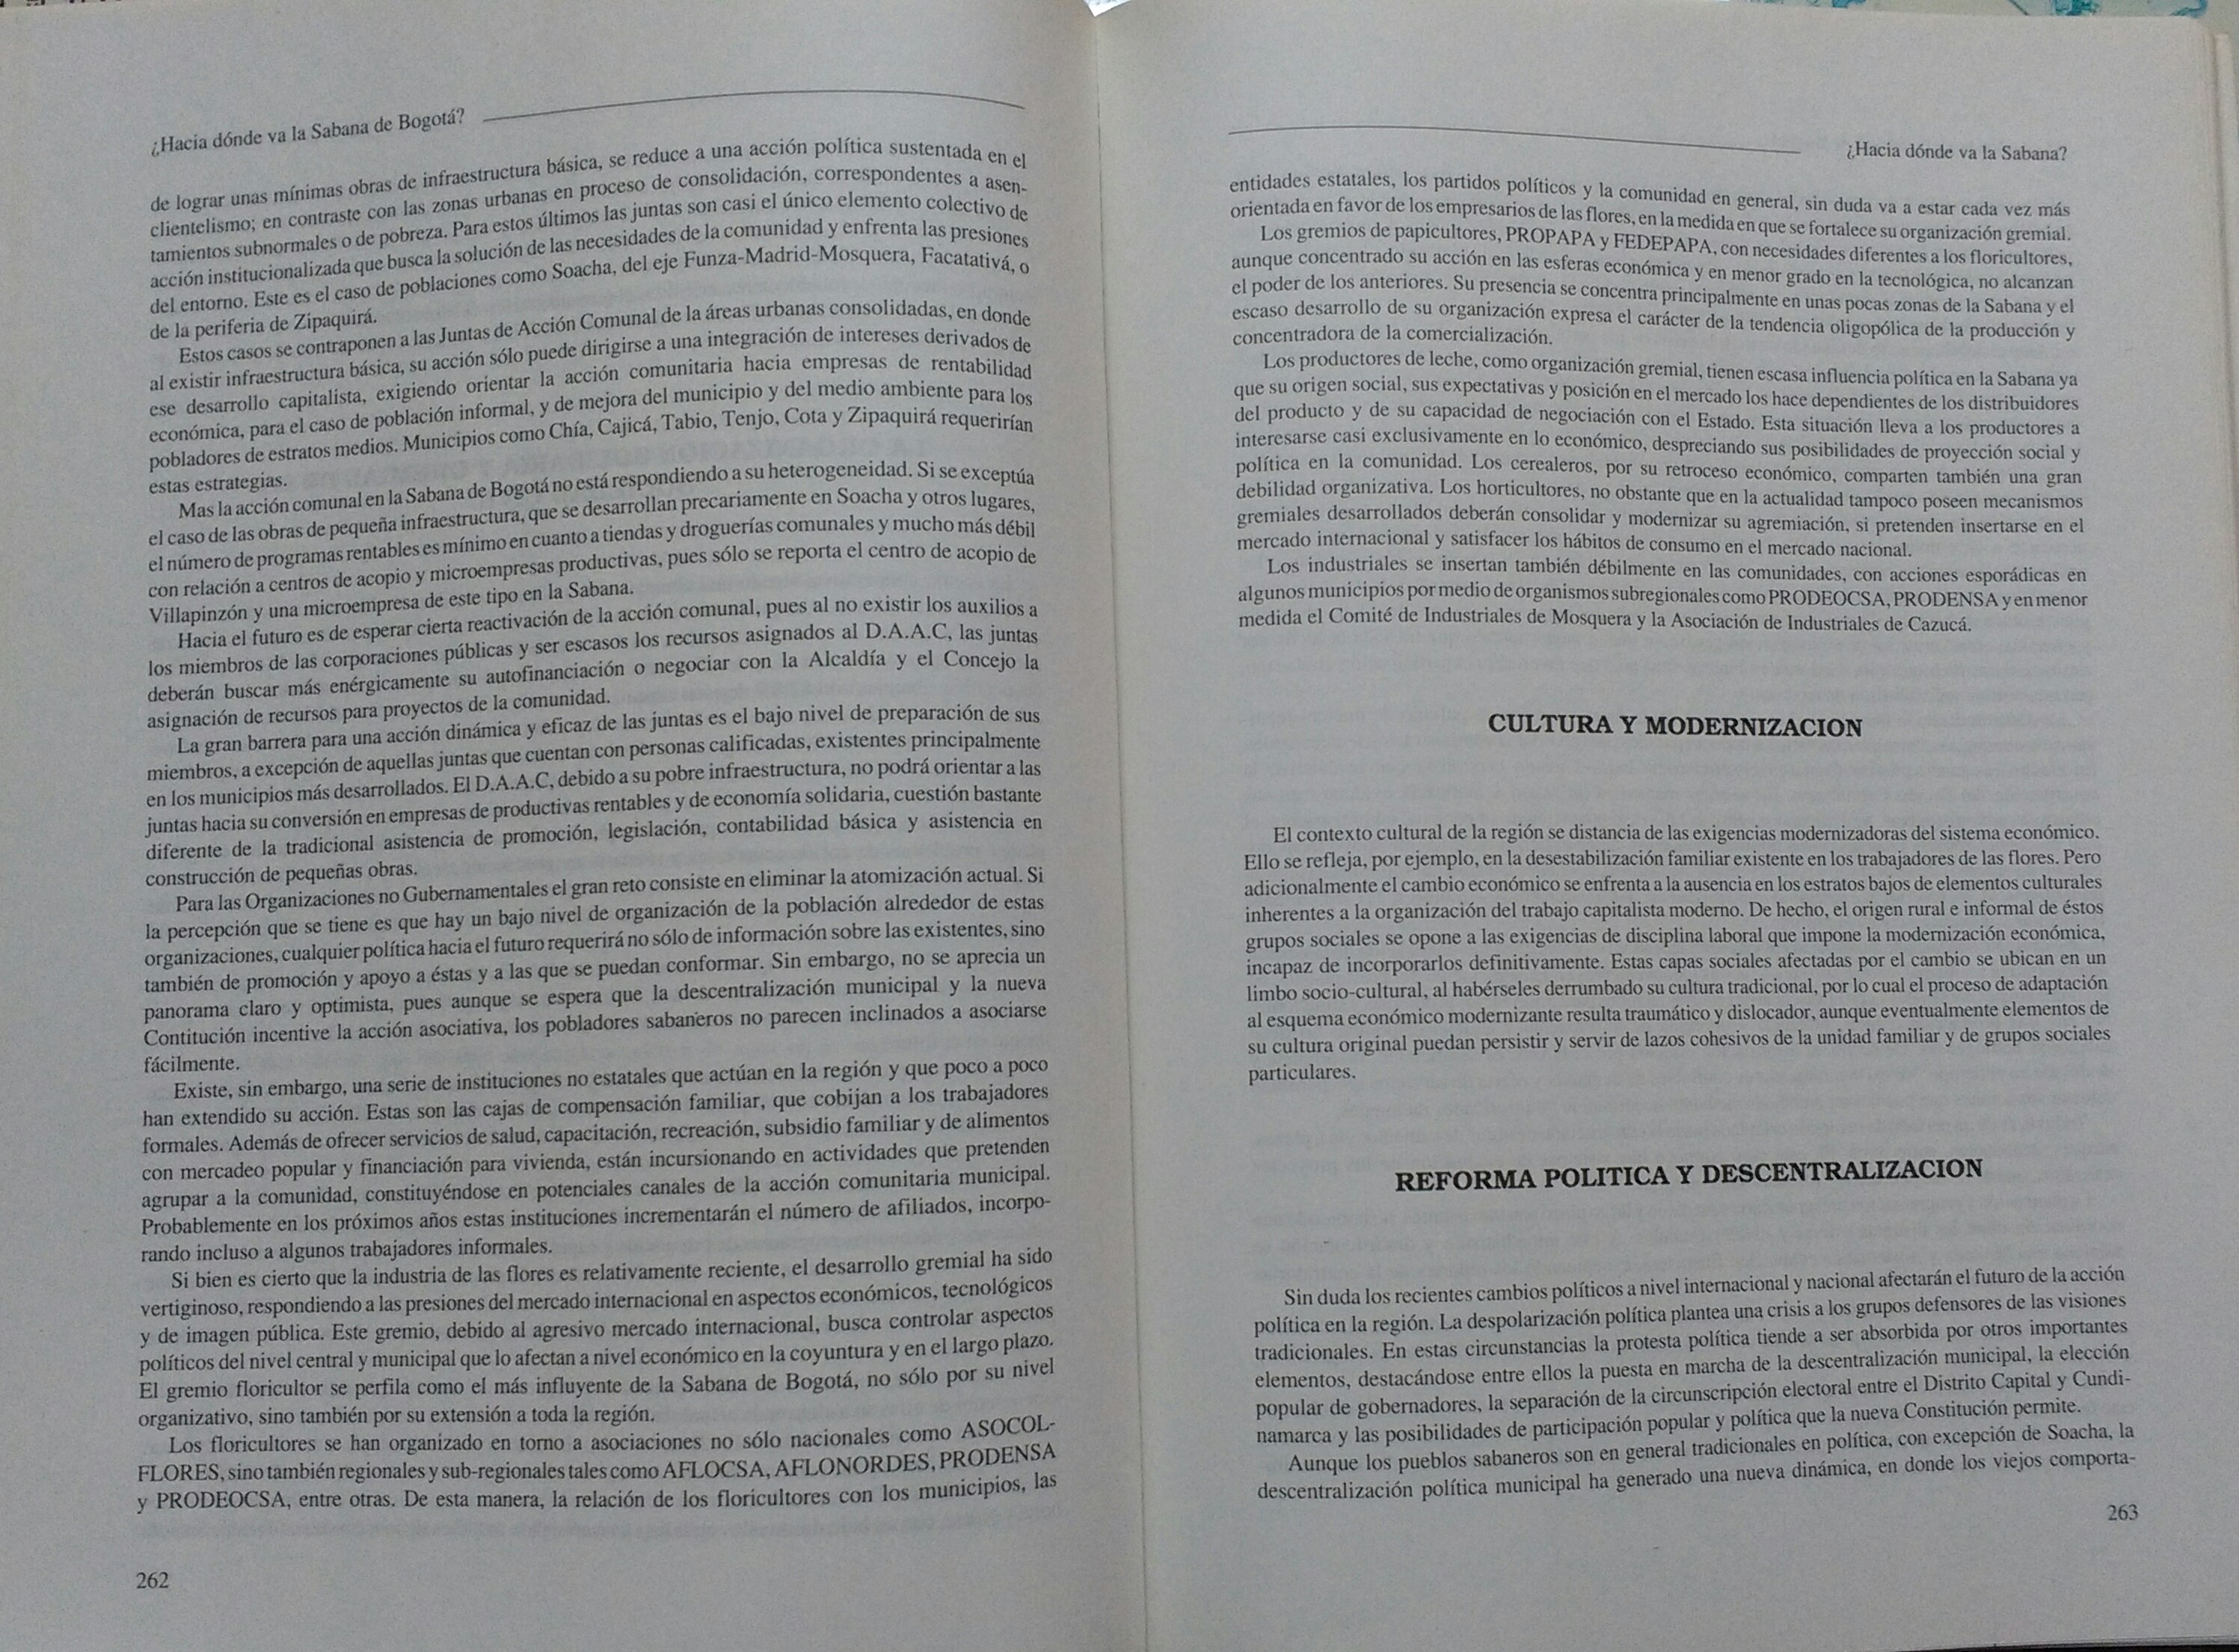 ¿Hacia dónde va la Sabana de Bogotá?
de lograr unas mínimas obras de infraestructura básica, se reduce a una acción política sustentada en el
clientelismo; en contraste con las zonas urbanas en proceso de consolidación, correspondentes a asen-
tamientos subnormales o de pobreza. Para estos últimos las juntas son casi el único elemento colectivo de
acción institucionalizada que busca la solución de las necesidades de la comunidad y enfrenta las presiones
del entorno. Este es el caso de poblaciones como Soacha, del eje Funza-Madrid-Mosquera, Facatativá, o
de la periferia de Zipaquirá.
Estos casos se contraponen a las Juntas de Acción Comunal de la áreas urbanas consolidadas, en donde
al existir infraestructura básica, su acción sólo puede dirigirse a una integración de intereses derivados de
ese desarrollo capitalista, exigiendo orientar la acción comunitaria hacia empresas de rentabilidad
económica, para el caso de población informal, y de mejora del municipio y del medio ambiente para los
pobladores de estratos medios. Municipios como Chía, Cajicá, Tabio, Tenjo, Cota y Zipaquirá requerirían
estas estrategias.
Mas la acción comunal en la Sabana de Bogotá no está respondiendo a su heterogeneidad. Si se exceptúa
el caso de las obras de pequeña infraestructura, que se desarrollan precariamente en Soacha y otros lugares,
el número de programas rentables es mínimo en cuanto a tiendas y droguerías comunales y mucho más débil
con relación a centros de acopio y microempresas productivas, pues sólo se reporta el centro de acopio de
Villapinzón y una microempresa de este tipo en la Sabana.
Hacia el futuro es de esperar cierta reactivación de la acción comunal, pues al no existir los auxilios a
los miembros de las corporaciones públicas y ser escasos los recursos asignados al D.A.A.C, las juntas
deberán buscar más enérgicamente su autofinanciación o negociar con la Alcaldía y el Concejo la
asignación de recursos para proyectos de la comunidad.
La gran barrera para una acción dinámica y eficaz de las juntas es el bajo nivel de preparación de sus
miembros, a excepción de aquellas juntas que cuentan con personas calificadas, existentes principalmente
en los municipios más desarrollados. El D.A.A.C, debido a su pobre infraestructura, no podrá orientar a las
juntas hacia su conversión en empresas de productivas rentables y de economía solidaria, cuestión bastante
diferente de la tradicional asistencia de promoción, legislación, contabilidad básica y asistencia en
construcción de pequeñas obras.
Para las Organizaciones no Gubernamentales el gran reto consiste en eliminar la atomización actual. Si
la percepción que se tiene es que hay un bajo nivel de organización de la población alrededor de estas
organizaciones, cualquier política hacia el futuro requerirá no sólo de información sobre las existentes, sino
también de promoción y apoyo a éstas y a las que se puedan conformar. Sin embargo, no se aprecia un
panorama claro y optimista, pues aunque se espera que la descentralización municipal y la nueva
Contitución incentive la acción asociativa, los pobladores sabaneros no parecen inclinados a asociarse
fácilmente.
Existe, sin embargo, una serie de instituciones no estatales que actúan en la región y que poco a poco
han extendido su acción. Estas son las cajas de compensación familiar, que cobijan a los trabajadores
formales. Además de ofrecer servicios de salud, capacitación, recreación, subsidio familiar y de alimentos
con mercadeo popular y financiación para vivienda, están incursionando en actividades que pretenden
agrupar a la comunidad, constituyéndose en potenciales canales de la acción comunitaria municipal.
Probablemente en los próximos años estas instituciones incrementarán el número de afiliados, incorpo-
rando incluso a algunos trabajadores informales.
Si bien es cierto que la industria de las flores es relativamente reciente, el desarrollo gremial ha sido
vertiginoso, respondiendo a las presiones del mercado internacional en aspectos económicos, tecnológicos
y de imagen pública. Este gremio, debido al agresivo mercado internacional, busca controlar aspectos
políticos del nivel central y municipal que lo afectan a nivel económico en la coyuntura y en el largo plazo.
El gremio floricultor se perfila como el más influyente de la Sabana de Bogotá, no sólo por su nivel
organizativo, sino también por su extensión a toda la región.
Los floricultores se han organizado en torno a asociaciones no sólo nacionales como ASOCOL-
FLORES, sino también regionales y sub-regionales tales como AFLOCSA, AFLONORDES, PRODENSA
y PRODEOCSA, entre otras. De esta manera, la relación de los floricultores con los municipios, las
262
¿Hacia dónde va la Sabana?
entidades estatales, los partidos políticos y la comunidad en general, sin duda va a estar cada vez más
orientada en favor de los empresarios de las flores, en la medida en que se fortalece su organización gremial.
Los gremios de papicultores, PROPAPA y FEDEPAPA, con necesidades diferentes a los floricultores,
aunque concentrado su acción en las esferas económica y en menor grado en la tecnológica, no alcanzan
el poder de los anteriores. Su presencia se concentra principalmente en unas pocas zonas de la Sabana y el
escaso desarrollo de su organización expresa el carácter de la tendencia oligopólica de la producción y
concentradora de la comercialización.
Los productores de leche, como organización gremial, tienen escasa influencia política en la Sabana ya
que su origen social, sus expectativas y posición en el mercado los hace dependientes de los distribuidores
del producto y de su capacidad de negociación con el Estado. Esta situación lleva a los productores a
interesarse casi exclusivamente en lo económico, despreciando sus posibilidades de proyección social y
política en la comunidad. Los cerealeros, por su retroceso económico, comparten también una gran
debilidad organizativa. Los horticultores, no obstante que en la actualidad tampoco poseen mecanismos
gremiales desarrollados deberán consolidar y modernizar su agremiación, si pretenden insertarse en el
mercado internacional y satisfacer los hábitos de consumo en el mercado nacional.
Los industriales se insertan también débilmente en las comunidades, con acciones esporádicas en
algunos municipios por medio de organismos subregionales como PRODEOCSA, PRODENSA y en menor
medida el Comité de Industriales de Mosquera y la Asociación de Industriales de Cazucá.
CULTURA Y MODERNIZACION
El contexto cultural de la región se distancia de las exigencias modernizadoras del sistema económico.
Ello se refleja, por ejemplo, en la desestabilización familiar existente en los trabajadores de las flores. Pero
adicionalmente el cambio económico se enfrenta a la ausencia en los estratos bajos de elementos culturales
inherentes a la organización del trabajo capitalista moderno. De hecho, el origen rural e informal de éstos
grupos sociales se opone a las exigencias de disciplina laboral que impone la modernización económica,
incapaz de incorporarlos definitivamente. Estas capas sociales afectadas por el cambio se ubican en un
limbo socio-cultural, al habérseles derrumbado su cultura tradicional, por lo cual el proceso de adaptación
al esquema económico modernizante resulta traumático y dislocador, aunque eventualmente elementos de
su cultura original puedan persistir y servir de lazos cohesivos de la unidad familiar y de grupos sociales
particulares.
REFORMA POLITICA Y DESCENTRALIZACION
Sin duda los recientes cambios políticos a nivel internacional y nacional afectarán el futuro de la acción
política en la región. La despolarización política plantea una crisis a los grupos defensores de las visiones
tradicionales. En estas circunstancias la protesta política tiende a ser absorbida por otros importantes
elementos, destacándose entre ellos la puesta en marcha de la descentralización municipal, la elección
popular de gobernadores, la separación de la circunscripción electoral entre el Distrito Capital y Cundi-
namarca y las posibilidades de participación popular y política que la nueva Constitución permite.
Aunque los pueblos sabaneros son en general tradicionales en política, con excepción de Soacha, la
descentralización política municipal ha generado una nueva dinámica, en donde los viejos comporta-
263